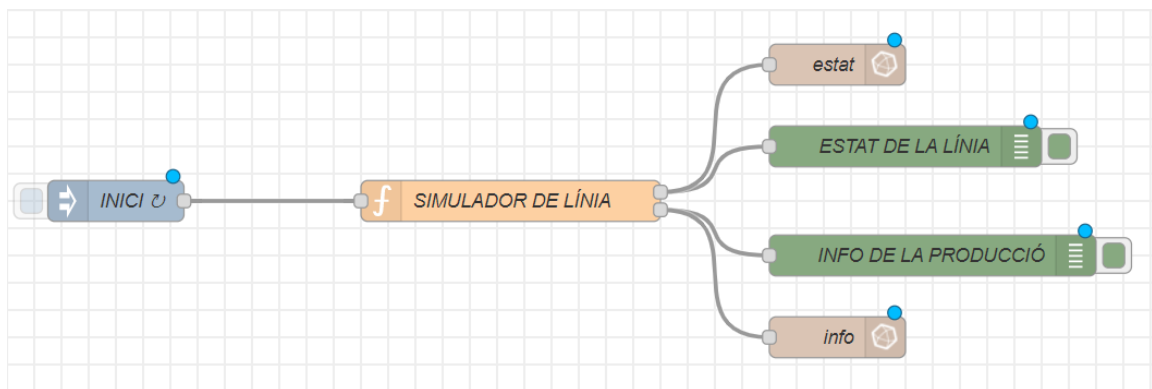 estat
ESTAT DE LA LÍNIA
INICI ↻
SIMULADOR DE LÍNIA
INFO DE LA PRODUCCIÓ
info